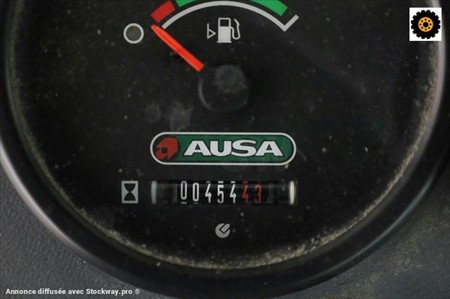 AUSA
0045443
Annonce diffusée avec Stockway.pro ®